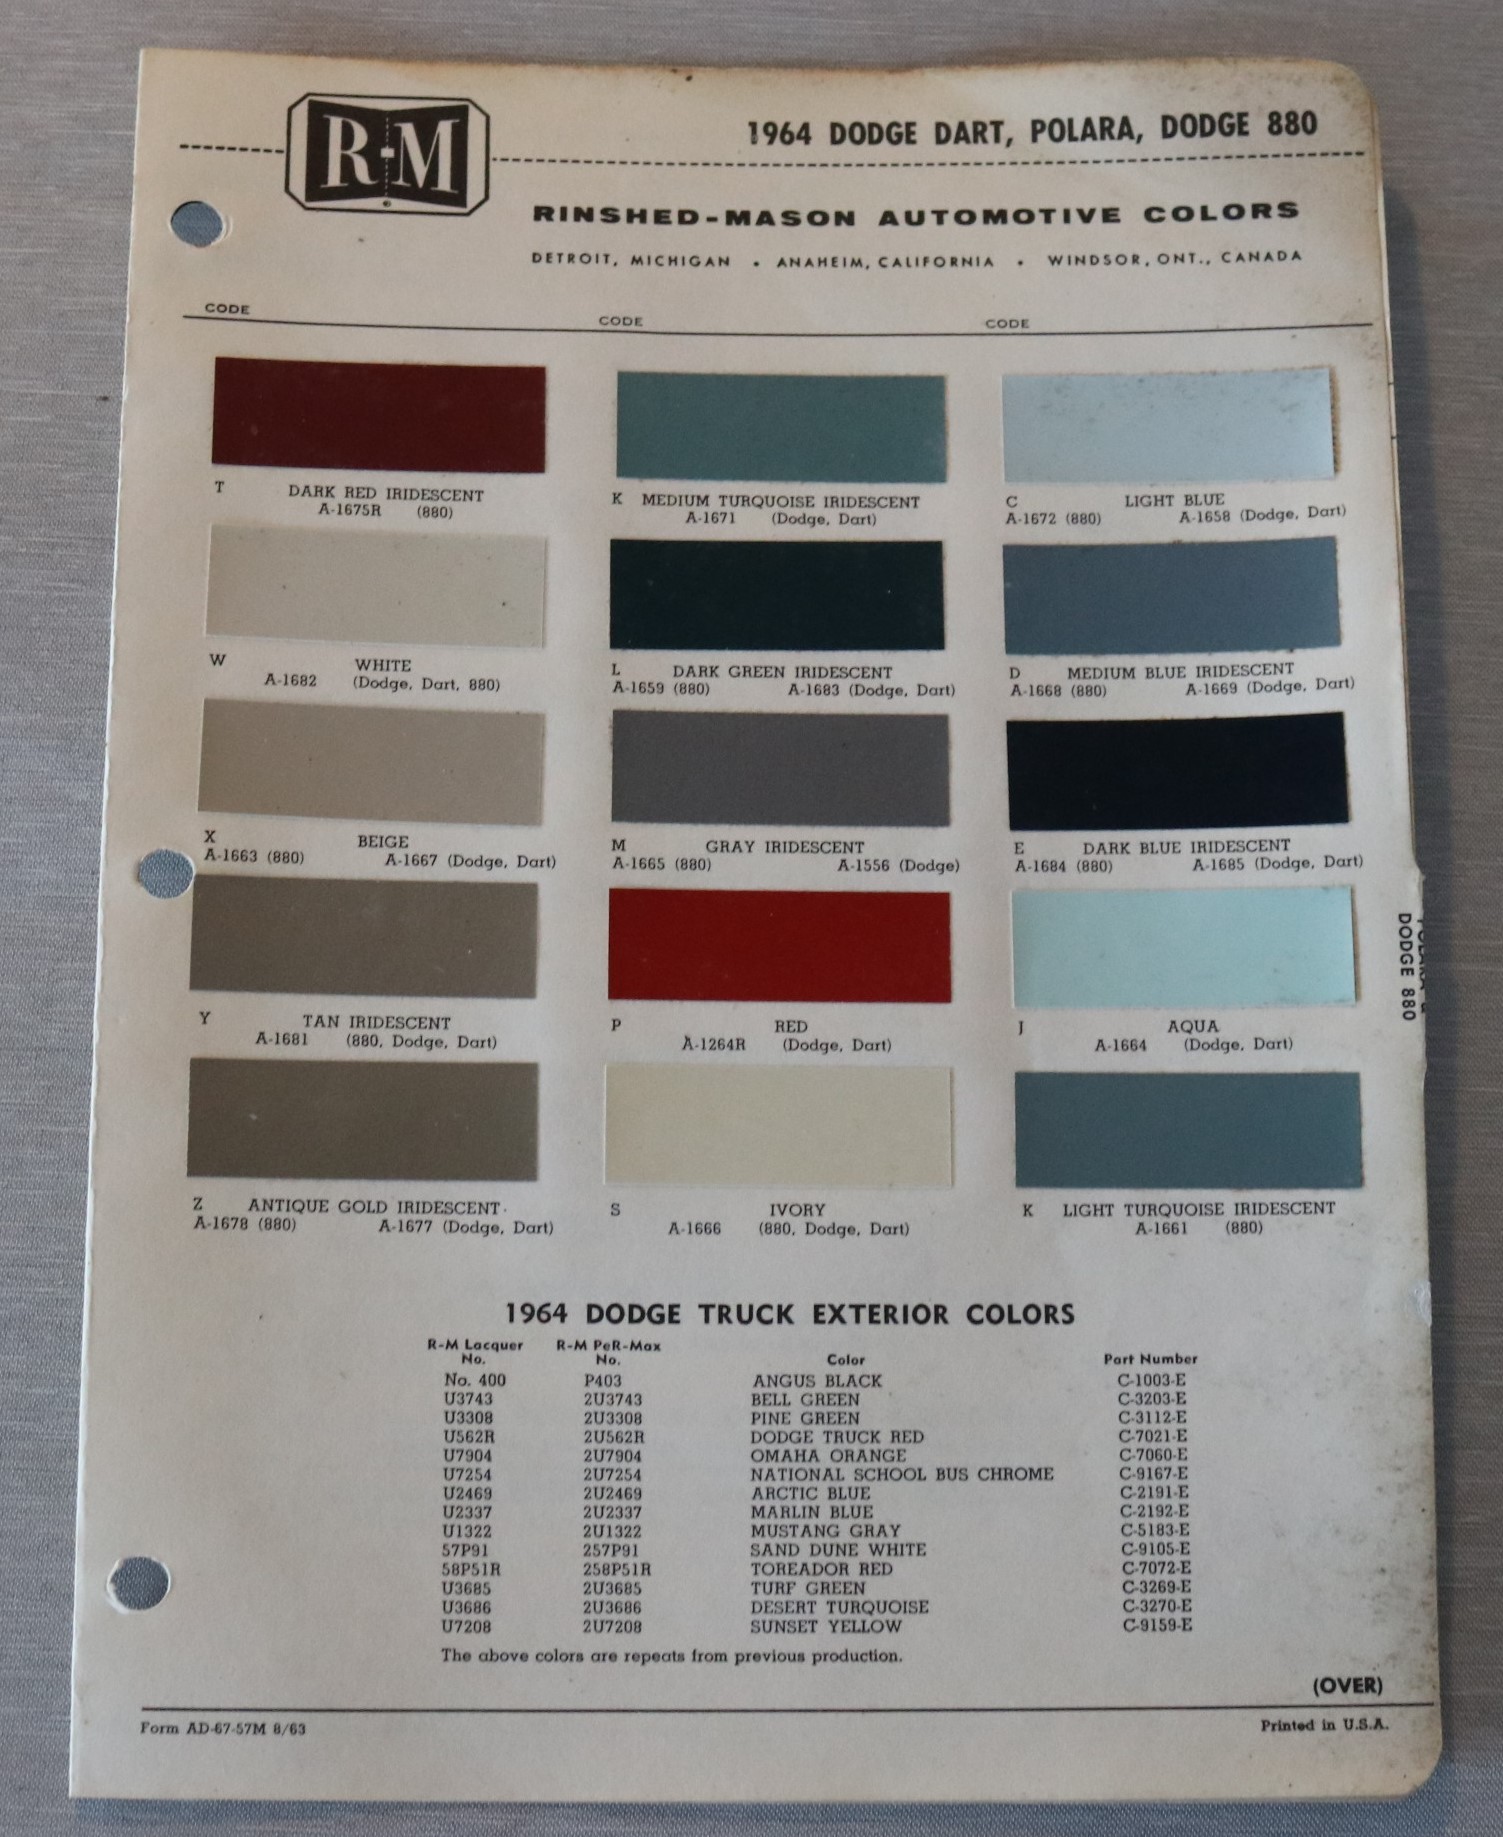 R-M
1964 DODGE DART, POLARA, DODGE 880
RINSHED-MASON AUTOMOTIVE COLORS
DETROIT, MICHIGAN • ANAHEIM, CALIFORNIA • WINDSOR, ONT., CANADA
CODE CODE CODE
T DARK RED IRIDESCENT
A-1675R (880)
K MEDIUM TURQUOISE IRIDESCENT
A-1671 (Dodge, Dart)
C LIGHT BLUE
A-1672 (880) A-1658 (Dodge, Dart)
W WHITE
A-1682 (Dodge, Dart, 880)
L DARK GREEN IRIDESCENT
A-1659 (880) A-1683 (Dodge, Dart)
D MEDIUM BLUE IRIDESCENT
A-1668 (880) A-1669 (Dodge, Dart)
X BEIGE
A-1663 (880) A-1667 (Dodge, Dart)
M GRAY IRIDESCENT
A-1665 (880) A-1556 (Dodge)
E DARK BLUE IRIDESCENT
A-1684 (880) A-1685 (Dodge, Dart)
Y TAN IRIDESCENT
A-1681 (880, Dodge, Dart)
P RED
A-1264R (Dodge, Dart)
J AQUA
A-1664 (Dodge, Dart)
Z ANTIQUE GOLD IRIDESCENT
A-1678 (880) A-1677 (Dodge, Dart)
S IVORY
A-1666 (880, Dodge, Dart)
K LIGHT TURQUOISE IRIDESCENT
A-1661 (880)
DODGE 880
1964 DODGE TRUCK EXTERIOR COLORS
R-M Lacquer R-M PeR-Max
No. No. Color Part Number
No. 400 P403 ANGUS BLACK C-1003-E
U3743 2U3743 BELL GREEN C-3203-E
U3308 2U3308 PINE GREEN C-3112-E
U562R 2U562R DODGE TRUCK RED C-7021-E
U7904 2U7904 OMAHA ORANGE C-7060-E
U7254 2U7254 NATIONAL SCHOOL BUS CHROME C-9167-E
U2469 2U2469 ARCTIC BLUE C-2191-E
U2337 2U2337 MARLIN BLUE C-2192-E
U1322 2U1322 MUSTANG GRAY C-5183-E
57P91 257P91 SAND DUNE WHITE C-9105-E
58P51R 258P51R TOREADOR RED C-7072-E
U3685 2U3685 TURF GREEN C-3269-E
U3686 2U3686 DESERT TURQUOISE C-3270-E
U7208 2U7208 SUNSET YELLOW C-9159-E
The above colors are repeats from previous production.
(OVER)
Form AD-67-57M 8/63 Printed in U.S.A.